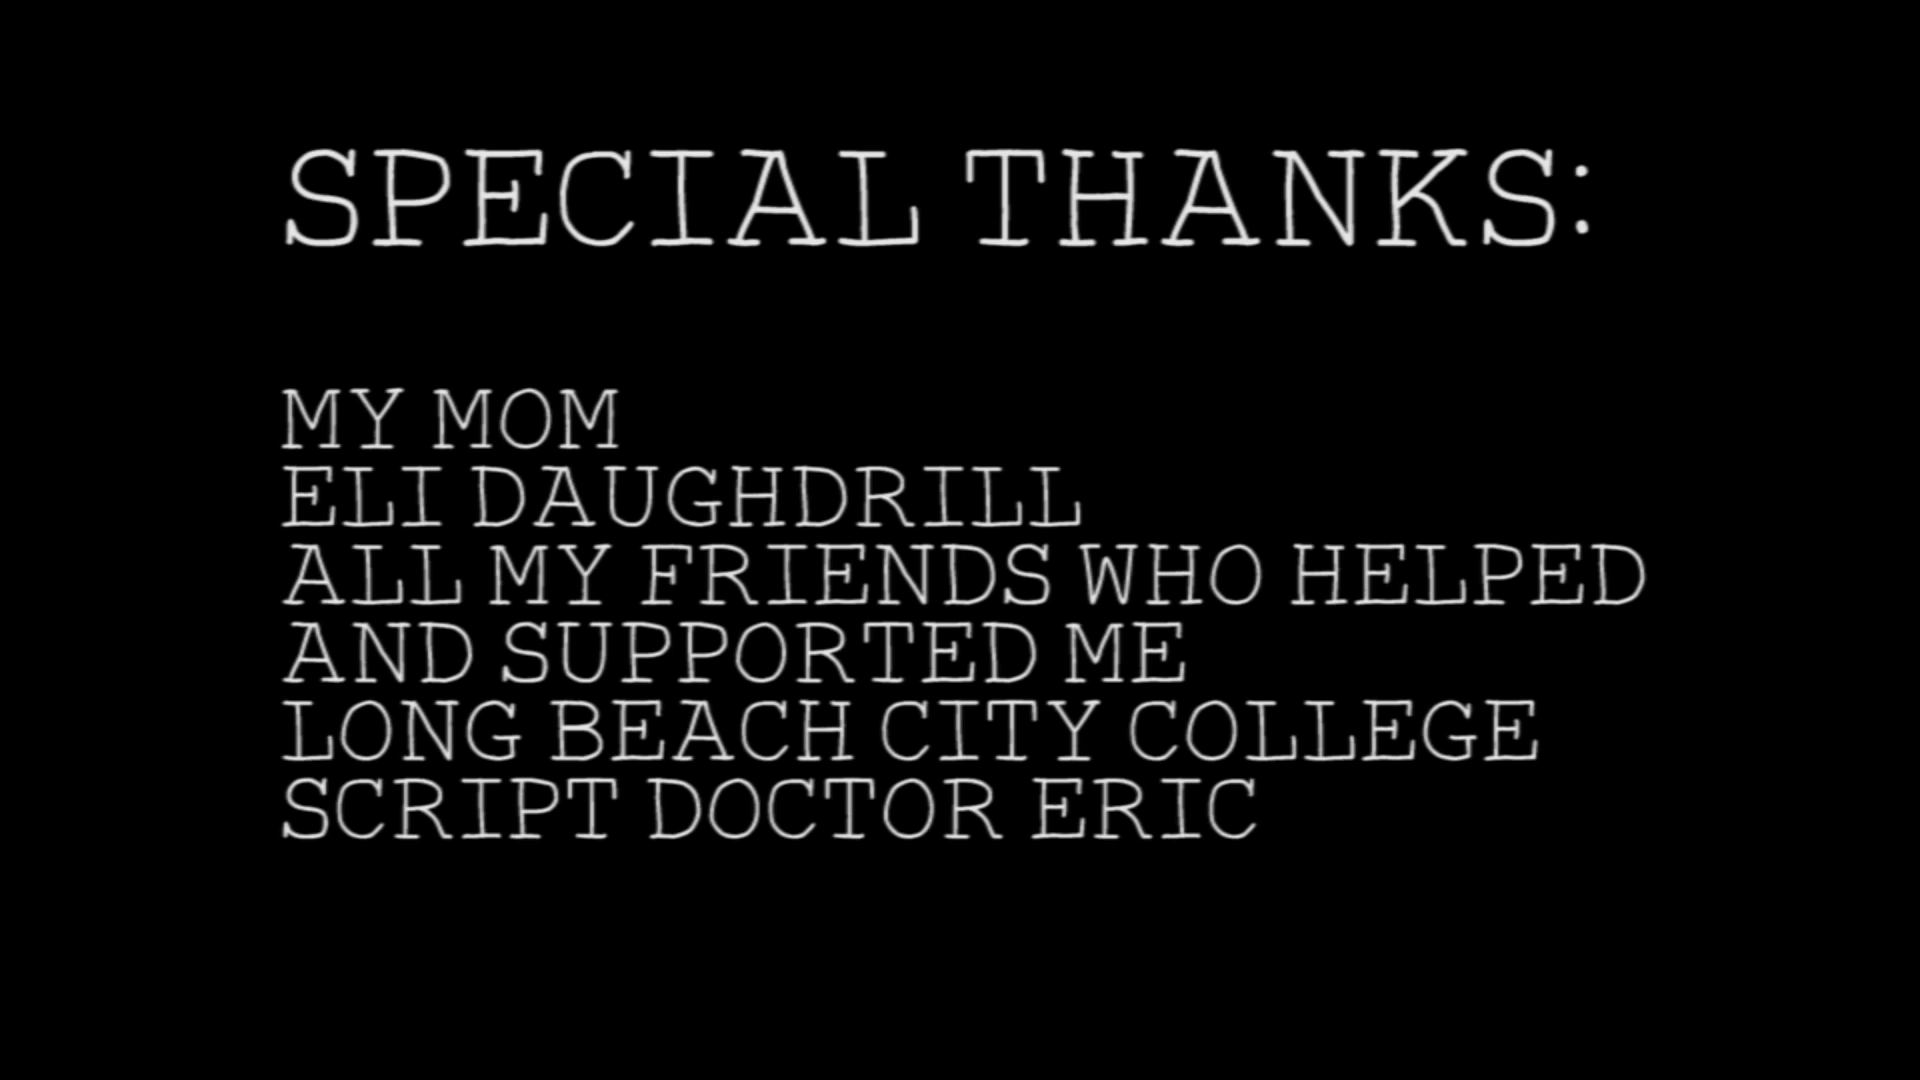 SPECIAL THANKS:
MY MOM
ELI DAUGHDRILL
ALL MY FRIENDS WHO HELPED
AND SUPPORTED ME
LONG BEACH CITY COLLEGE
SCRIPT DOCTOR ERIC